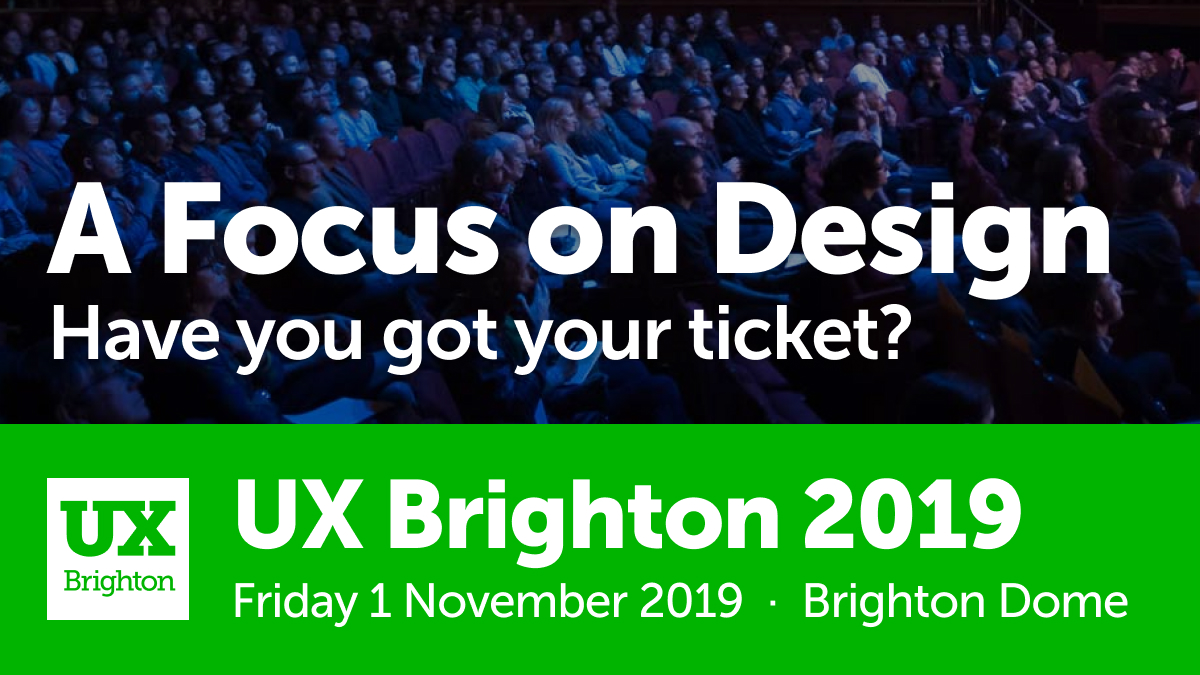 A Focus on Design
Have you got your ticket?
UX
Brighton
UX Brighton 2019
Friday 1 November 2019 · Brighton Dome